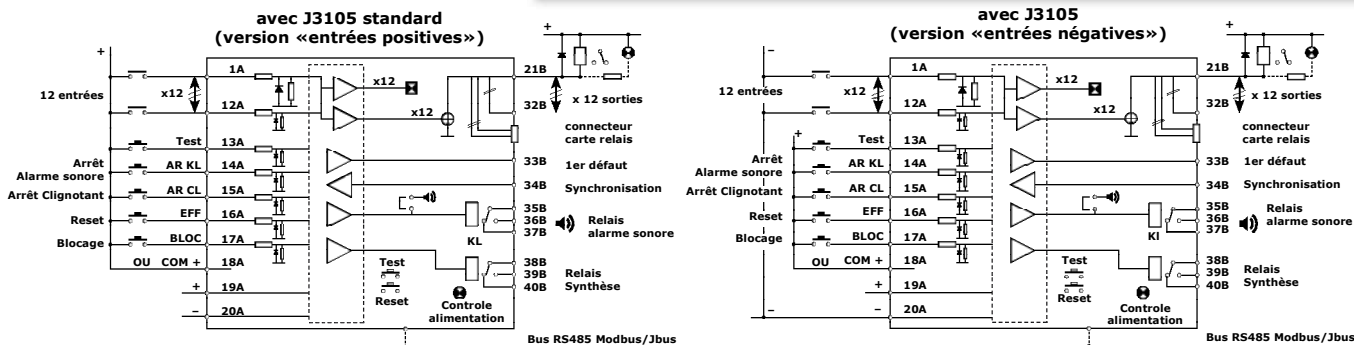 avec J3105 standard
(version «entrées positives»)
+
+
1A
x12
21B
12 entrées
x12
x12
x 12 sorties
12A
32B
connecteur
carte relais
Test
13A
33B
1er défaut
Arrêt
Alarme sonore
AR KL
14A
34B
Synchronisation
Arrêt Clignotant
AR CL
15A
35B
36B
37B
Relais
alarme sonore
Reset
EFF
16A
KL
Blocage
BLOC
17A
38B
39B
40B
Relais
Synthèse
OU
COM +
18A
Test
Reset
+
19A
Controle
alimentation
–
20A
Bus RS485 Modbus/Jbus
avec J3105
(version «entrées négatives»)
–
+
1A
x12
21B
12 entrées
x12
x12
x 12 sorties
12A
32B
connecteur
carte relais
+
Test
13A
33B
1er défaut
Arrêt
Alarme sonore
AR KL
14A
34B
Synchronisation
Arrêt Clignotant
AR CL
15A
35B
36B
37B
Relais
alarme sonore
Reset
EFF
16A
Kl
Blocage
BLOC
17A
38B
39B
40B
Relais
Synthèse
OU
COM +
18A
Test
Reset
+
19A
Controle
alimentation
–
20A
Bus RS485 Modbus/Jbus